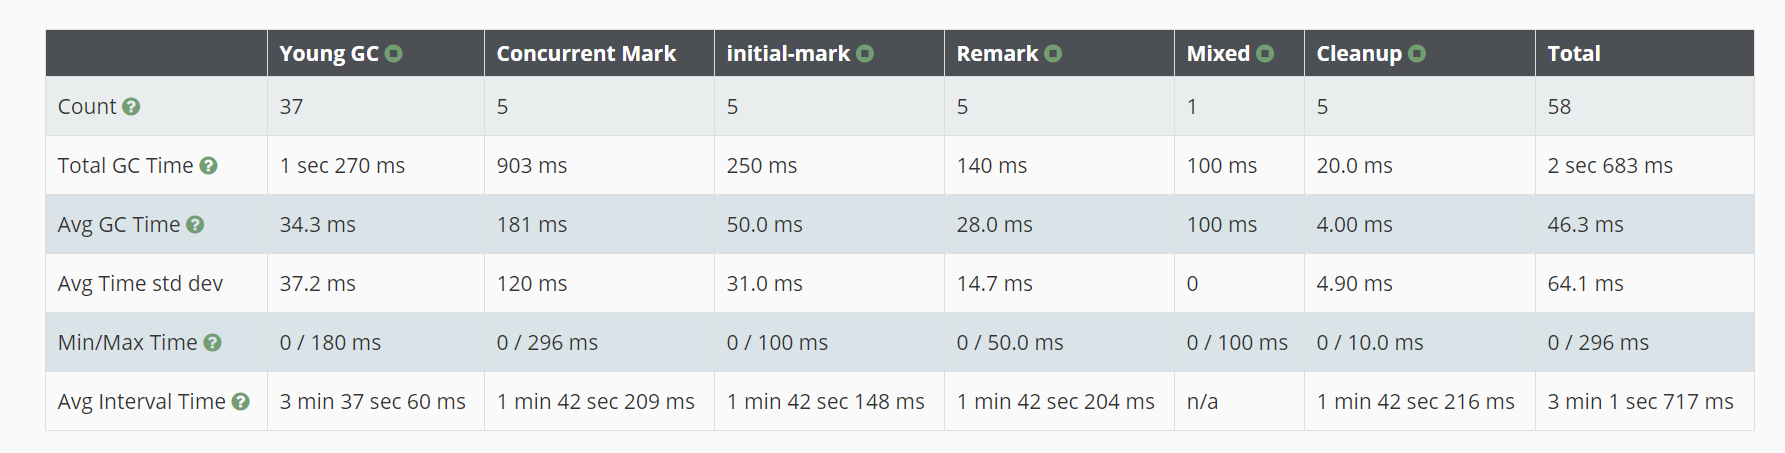 Young GC Concurrent Mark initial-mark Remark Mixed Cleanup Total
Count ? 37 5 5 5 1 5 58
Total GC Time ? 1 sec 270 ms 903 ms 250 ms 140 ms 100 ms 20.0 ms 2 sec 683 ms
Avg GC Time ? 34.3 ms 181 ms 50.0 ms 28.0 ms 100 ms 4.00 ms 46.3 ms
Avg Time std dev 37.2 ms 120 ms 31.0 ms 14.7 ms 0 4.90 ms 64.1 ms
Min/Max Time ? 0 / 180 ms 0 / 296 ms 0 / 100 ms 0 / 50.0 ms 0 / 100 ms 0 / 10.0 ms 0 / 296 ms
Avg Interval Time ? 3 min 37 sec 60 ms 1 min 42 sec 209 ms 1 min 42 sec 148 ms 1 min 42 sec 204 ms n/a 1 min 42 sec 216 ms 3 min 1 sec 717 ms